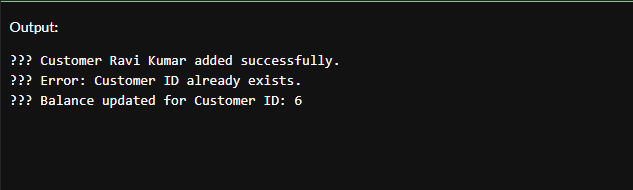 Output:
??? Customer Ravi Kumar added successfully.
??? Error: Customer ID already exists.
??? Balance updated for Customer ID: 6